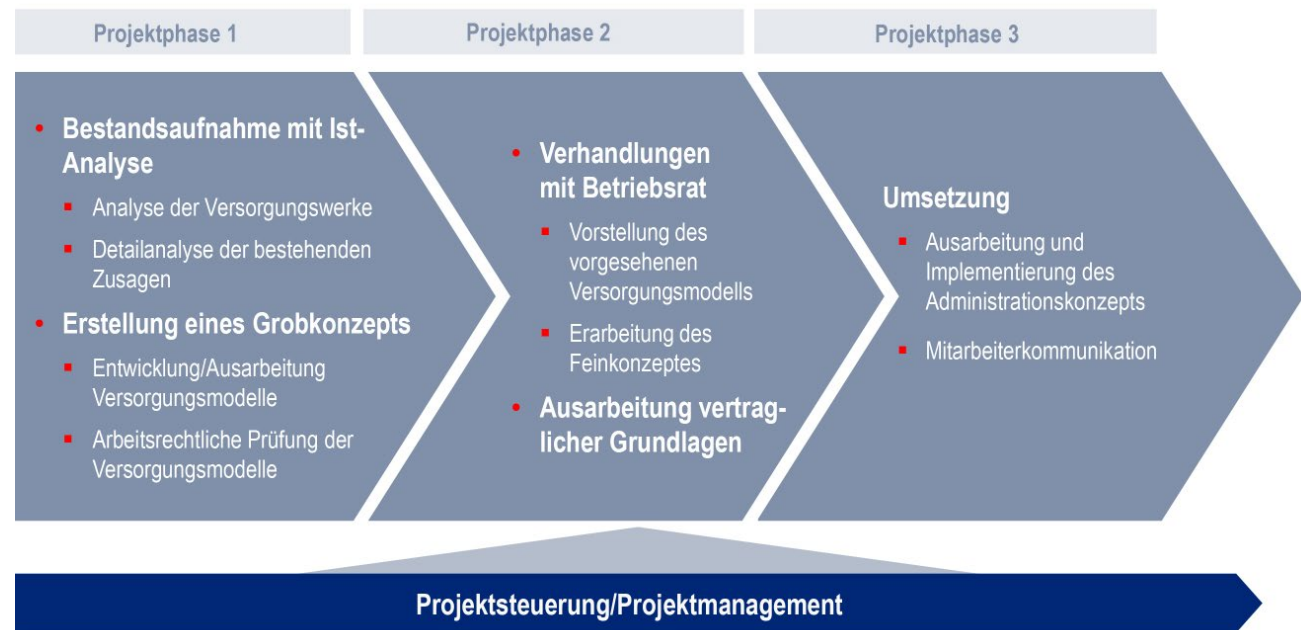 Projektphase 1
Projektphase 2
Projektphase 3
• Bestandsaufnahme mit Ist-
Analyse
▪ Analyse der Versorgungswerke
▪ Detailanalyse der bestehenden
Zusagen
• Erstellung eines Grobkonzepts
▪ Entwicklung/Ausarbeitung
Versorgungsmodelle
▪ Arbeitsrechtliche Prüfung der
Versorgungsmodelle
• Verhandlungen
mit Betriebsrat
▪ Vorstellung des
vorgesehenen
Versorgungsmodells
▪ Erarbeitung des
Feinkonzeptes
• Ausarbeitung vertrag-
licher Grundlagen
Umsetzung
▪ Ausarbeitung und
Implementierung des
Administrationskonzepts
▪ Mitarbeiterkommunikation
Projektsteuerung/Projektmanagement